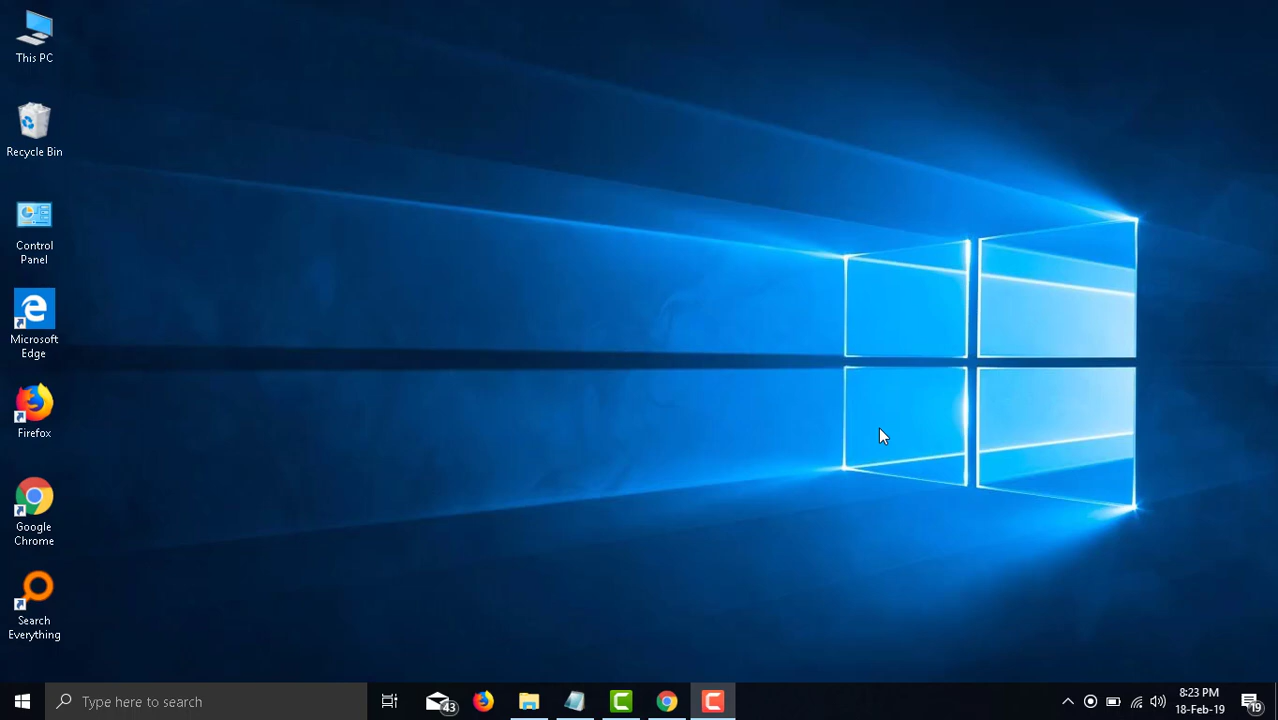 This PC
Recycle Bin
Control
Panel
Microsoft
Edge
Firefox
Google
Chrome
Search
Everything
Type here to search
43
8:23 PM
18-Feb-19
19